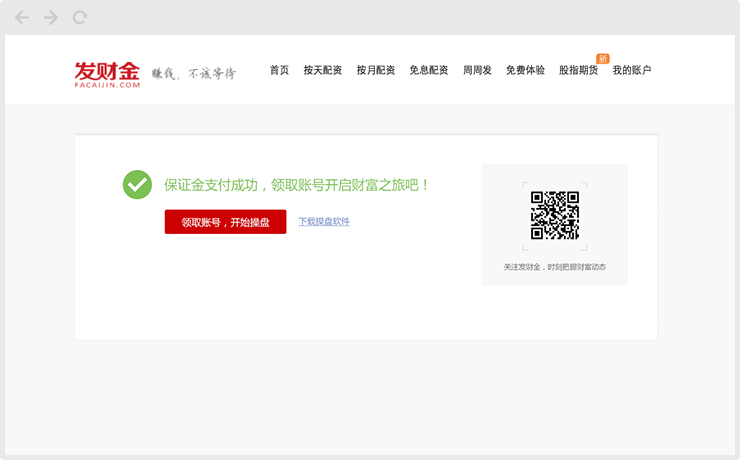 发财金
FACAIJIN.COM
赚钱，不该等待
首页 按天配资 按月配资 免息配资 周周发 免费体验 股指期货 新 我的账户
保证金支付成功，领取账号开启财富之旅吧！
领取账号，开始操盘 下载操盘软件
关注发财金，时刻把握财富动态